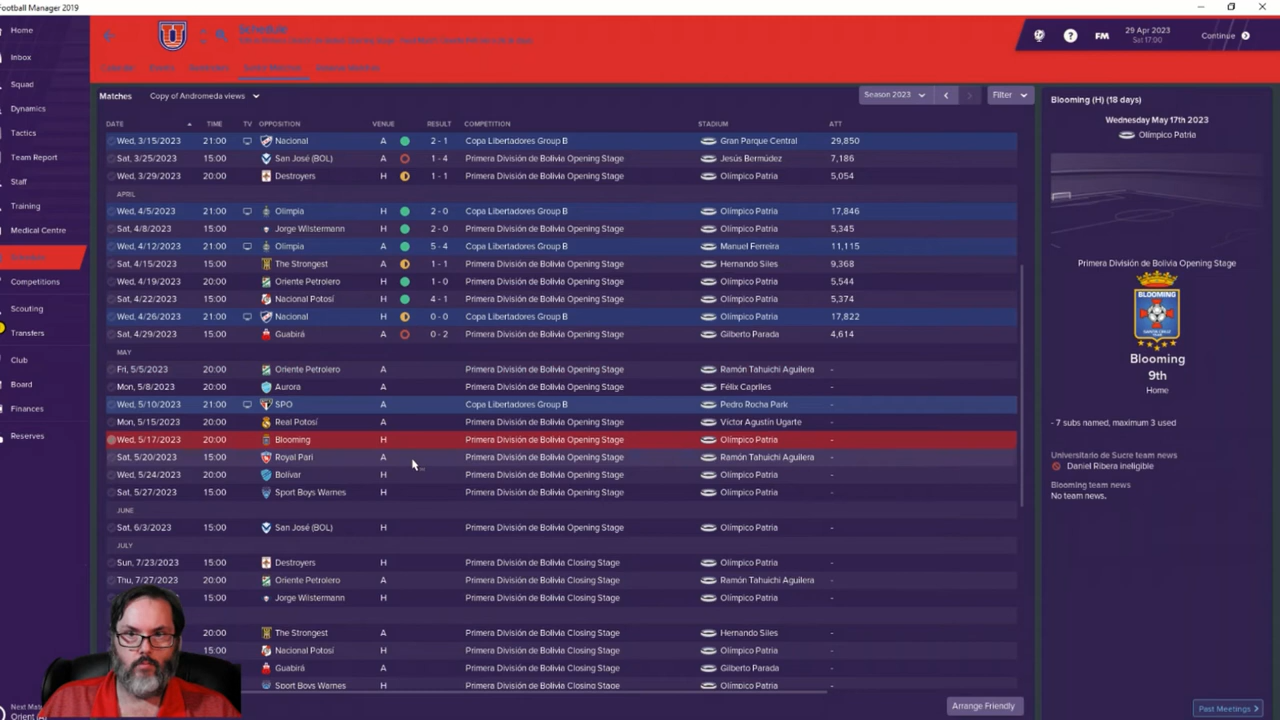 Football Manager 2019
Home
29 Apr 2023
Sat 17:00
FM
Continue
Inbox
Squad
Dynamics
Tactics
Team Report
Staff
Training
Medical Centre
Competitions
Scouting
Transfers
Club
Board
Finances
Reserves
Matches Copy of Andromeda views Season 2023 Filter
DATE TIME TV OPPOSITION VENUE RESULT COMPETITION STADIUM ATT
Wed, 3/15/2023 21:00 Nacional A 2 - 1 Copa Libertadores Group B Gran Parque Central 29,850
Sat, 3/25/2023 15:00 San José (BOL) A 1 - 4 Primera División de Bolivia Opening Stage Jesús Bermúdez 7,186
Wed, 3/29/2023 20:00 Destroyers H 1 - 1 Primera División de Bolivia Opening Stage Olímpico Patria 5,054
APRIL
Wed, 4/5/2023 21:00 Olimpia H 2 - 0 Copa Libertadores Group B Olímpico Patria 17,846
Sat, 4/8/2023 15:00 Jorge Wilstermann H 2 - 0 Primera División de Bolivia Opening Stage Olímpico Patria 5,345
Wed, 4/12/2023 21:00 Olimpia A 5 - 4 Copa Libertadores Group B Manuel Ferreira 11,115
Sat, 4/15/2023 15:00 The Strongest A 1 - 1 Primera División de Bolivia Opening Stage Hernando Siles 9,368
Wed, 4/19/2023 20:00 Oriente Petrolero H 1 - 0 Primera División de Bolivia Opening Stage Olímpico Patria 5,544
Sat, 4/22/2023 15:00 Nacional Potosí H 4 - 1 Primera División de Bolivia Opening Stage Olímpico Patria 5,374
Wed, 4/26/2023 21:00 Nacional H 0 - 0 Copa Libertadores Group B Olímpico Patria 17,822
Sat, 4/29/2023 15:00 Guabirá A 0 - 2 Primera División de Bolivia Opening Stage Gilberto Parada 4,614
MAY
Fri, 5/5/2023 20:00 Oriente Petrolero A Primera División de Bolivia Opening Stage Ramón Tahuichi Aguilera -
Mon, 5/8/2023 20:00 Aurora A Primera División de Bolivia Opening Stage Félix Capriles -
Wed, 5/10/2023 21:00 SPO A Copa Libertadores Group B Pedro Rocha Park -
Mon, 5/15/2023 20:00 Real Potosí A Primera División de Bolivia Opening Stage Víctor Agustín Ugarte -
Wed, 5/17/2023 20:00 Blooming H Primera División de Bolivia Opening Stage Olímpico Patria -
Sat, 5/20/2023 15:00 Royal Pari A Primera División de Bolivia Opening Stage Ramón Tahuichi Aguilera -
Wed, 5/24/2023 20:00 Bolívar H Primera División de Bolivia Opening Stage Olímpico Patria -
Sat, 5/27/2023 15:00 Sport Boys Warnes H Primera División de Bolivia Opening Stage Olímpico Patria -
JUNE
Sat, 6/3/2023 15:00 San José (BOL) H Primera División de Bolivia Opening Stage Olímpico Patria -
JULY
Sun, 7/23/2023 15:00 Destroyers H Primera División de Bolivia Closing Stage Olímpico Patria -
Thu, 7/27/2023 20:00 Oriente Petrolero A Primera División de Bolivia Closing Stage Ramón Tahuichi Aguilera -
15:00 Jorge Wilstermann H Primera División de Bolivia Closing Stage Olímpico Patria -
20:00 The Strongest A Primera División de Bolivia Closing Stage Hernando Siles -
15:00 Nacional Potosí H Primera División de Bolivia Closing Stage Olímpico Patria -
Guabirá A Primera División de Bolivia Closing Stage Gilberto Parada -
Sport Boys Warnes H Primera División de Bolivia Closing Stage Olímpico Patria -
Arrange Friendly
Next Mat
Orient (A)
Blooming (H) (18 days)
Wednesday May 17th 2023
Olímpico Patria
Primera División de Bolivia Opening Stage
BLOOMING
Blooming
9th
Home
- 7 subs named, maximum 3 used
Universitario de Sucre team news
Daniel Ribera ineligible
Blooming team news
No team news.
Past Meetings